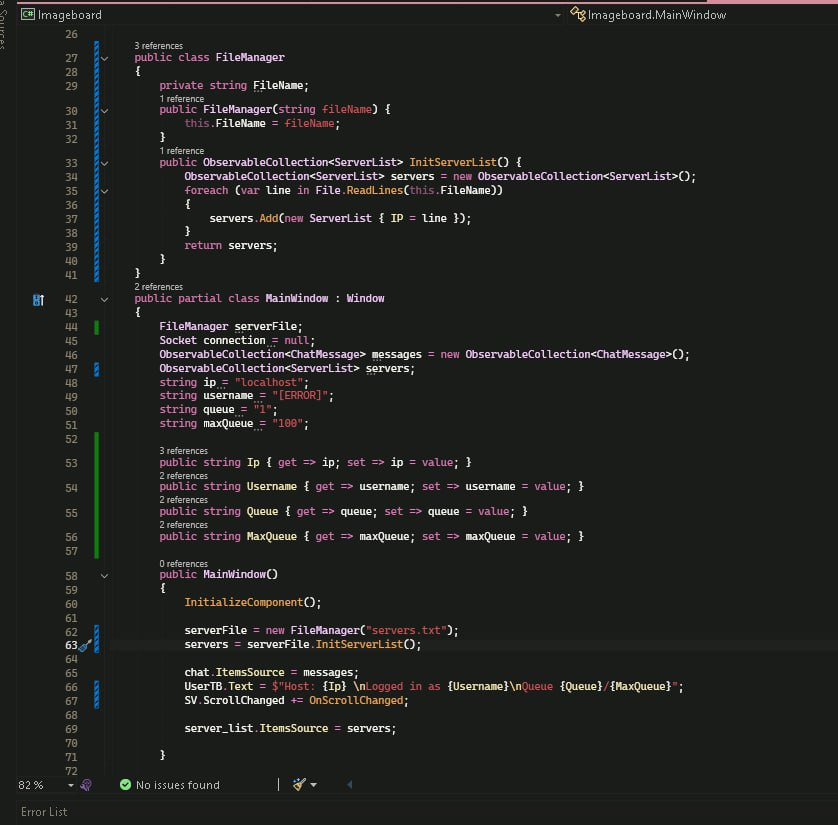 Sources
C# Imageboard
Imageboard.MainWindow
26
3 references
27 public class FileManager
28 {
29 private string FileName;
1 reference
30 public FileManager(string fileName) {
31 this.FileName = fileName;
32 }
1 reference
33 public ObservableCollection<ServerList> InitServerList() {
34 ObservableCollection<ServerList> servers = new ObservableCollection<ServerList>();
35 foreach (var line in File.ReadLines(this.FileName))
36 {
37 servers.Add(new ServerList { IP = line });
38 }
39 return servers;
40 }
41 }
2 references
42 public partial class MainWindow : Window
43 {
44 FileManager serverFile;
45 Socket connection = null;
46 ObservableCollection<ChatMessage> messages = new ObservableCollection<ChatMessage>();
47 ObservableCollection<ServerList> servers;
48 string ip = "localhost";
49 string username = "[ERROR]";
50 string queue = "1";
51 string maxQueue = "100";
52
3 references
53 public string Ip { get => ip; set => ip = value; }
2 references
54 public string Username { get => username; set => username = value; }
2 references
55 public string Queue { get => queue; set => queue = value; }
2 references
56 public string MaxQueue { get => maxQueue; set => maxQueue = value; }
57
0 references
58 public MainWindow()
59 {
60 InitializeComponent();
61
62 serverFile = new FileManager("servers.txt");
63 servers = serverFile.InitServerList();
64
65 chat.ItemsSource = messages;
66 UserTB.Text = $"Host: {Ip} \nLogged in as {Username}\nQueue {Queue}/{MaxQueue}";
67 SV.ScrollChanged += OnScrollChanged;
68
69 server_list.ItemsSource = servers;
70
71 }
72
82 %
No issues found
Error List